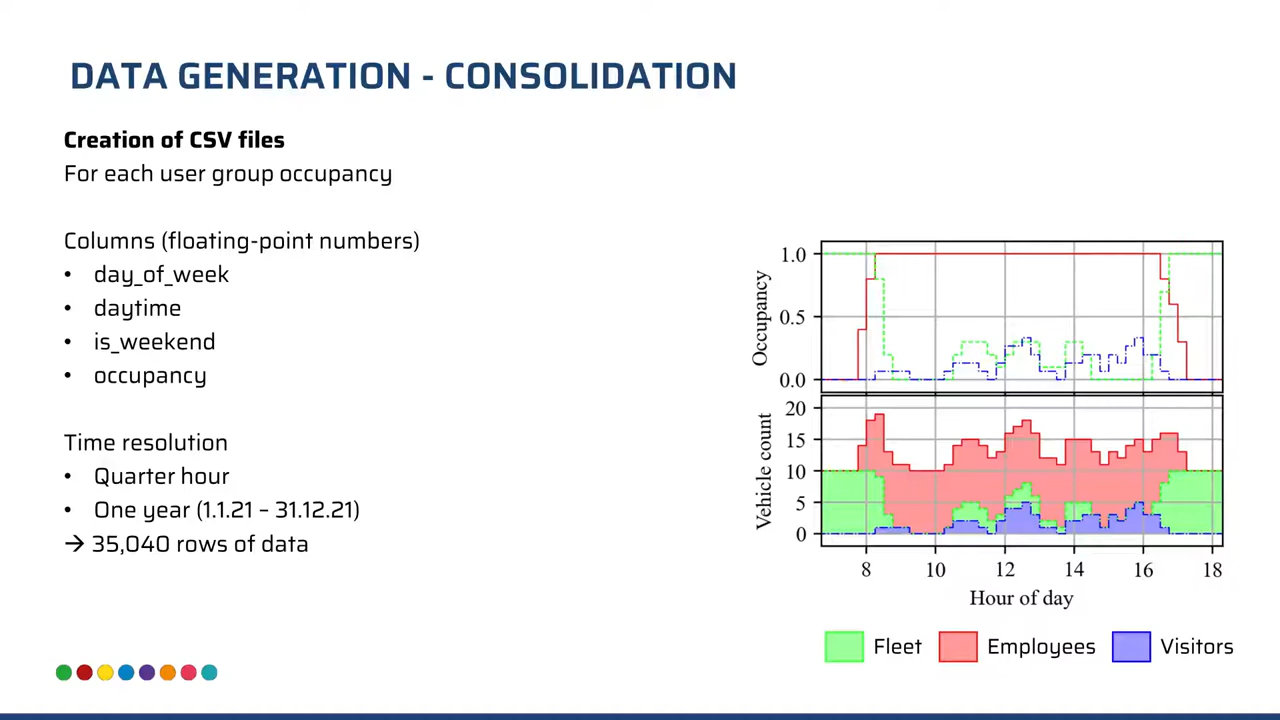 DATA GENERATION - CONSOLIDATION
Creation of CSV files
For each user group occupancy
Columns (floating-point numbers)
• day_of_week
• daytime
• is_weekend
• occupancy
Time resolution
• Quarter hour
• One year (1.1.21 – 31.12.21)
→ 35,040 rows of data
Occupancy
1.0
0.5
0.0
Vehicle count
20
15
10
5
0
8 10 12 14 16 18
Hour of day
Fleet Employees Visitors